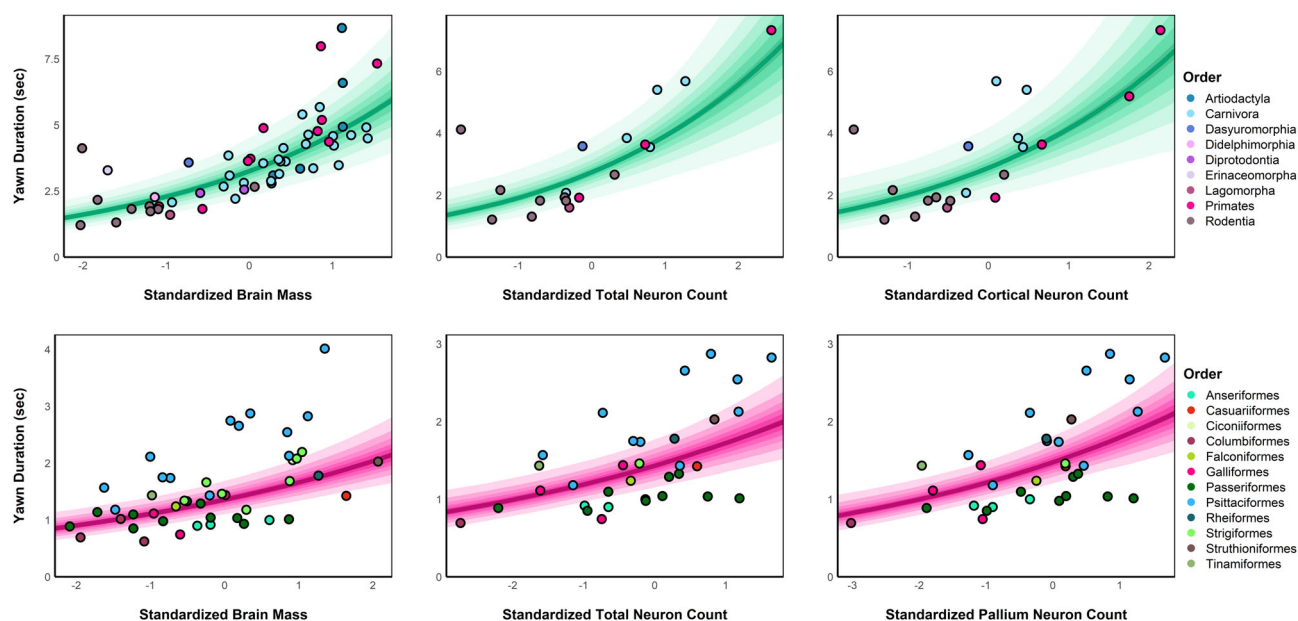 Yawn Duration (sec)
7.5
5
2.5
0
-2
-1
0
1
Standardized Brain Mass
6
4
2
0
-1
0
1
2
Standardized Total Neuron Count
6
4
2
0
-1
0
1
2
Standardized Cortical Neuron Count
Order
Artiodactyla
Carnivora
Dasyuromorphia
Didelphimorphia
Diprotodontia
Erinaceomorpha
Lagomorpha
Primates
Rodentia
Yawn Duration (sec)
4
3
2
1
0
-2
-1
0
1
2
Standardized Brain Mass
3
2
1
0
-2
-1
0
1
Standardized Total Neuron Count
3
2
1
0
-3
-2
-1
0
1
Standardized Pallium Neuron Count
Order
Anseriformes
Casuariiformes
Ciconiiformes
Columbiformes
Falconiformes
Galliformes
Passeriformes
Psittaciformes
Rheiformes
Strigiformes
Struthioniformes
Tinamiformes